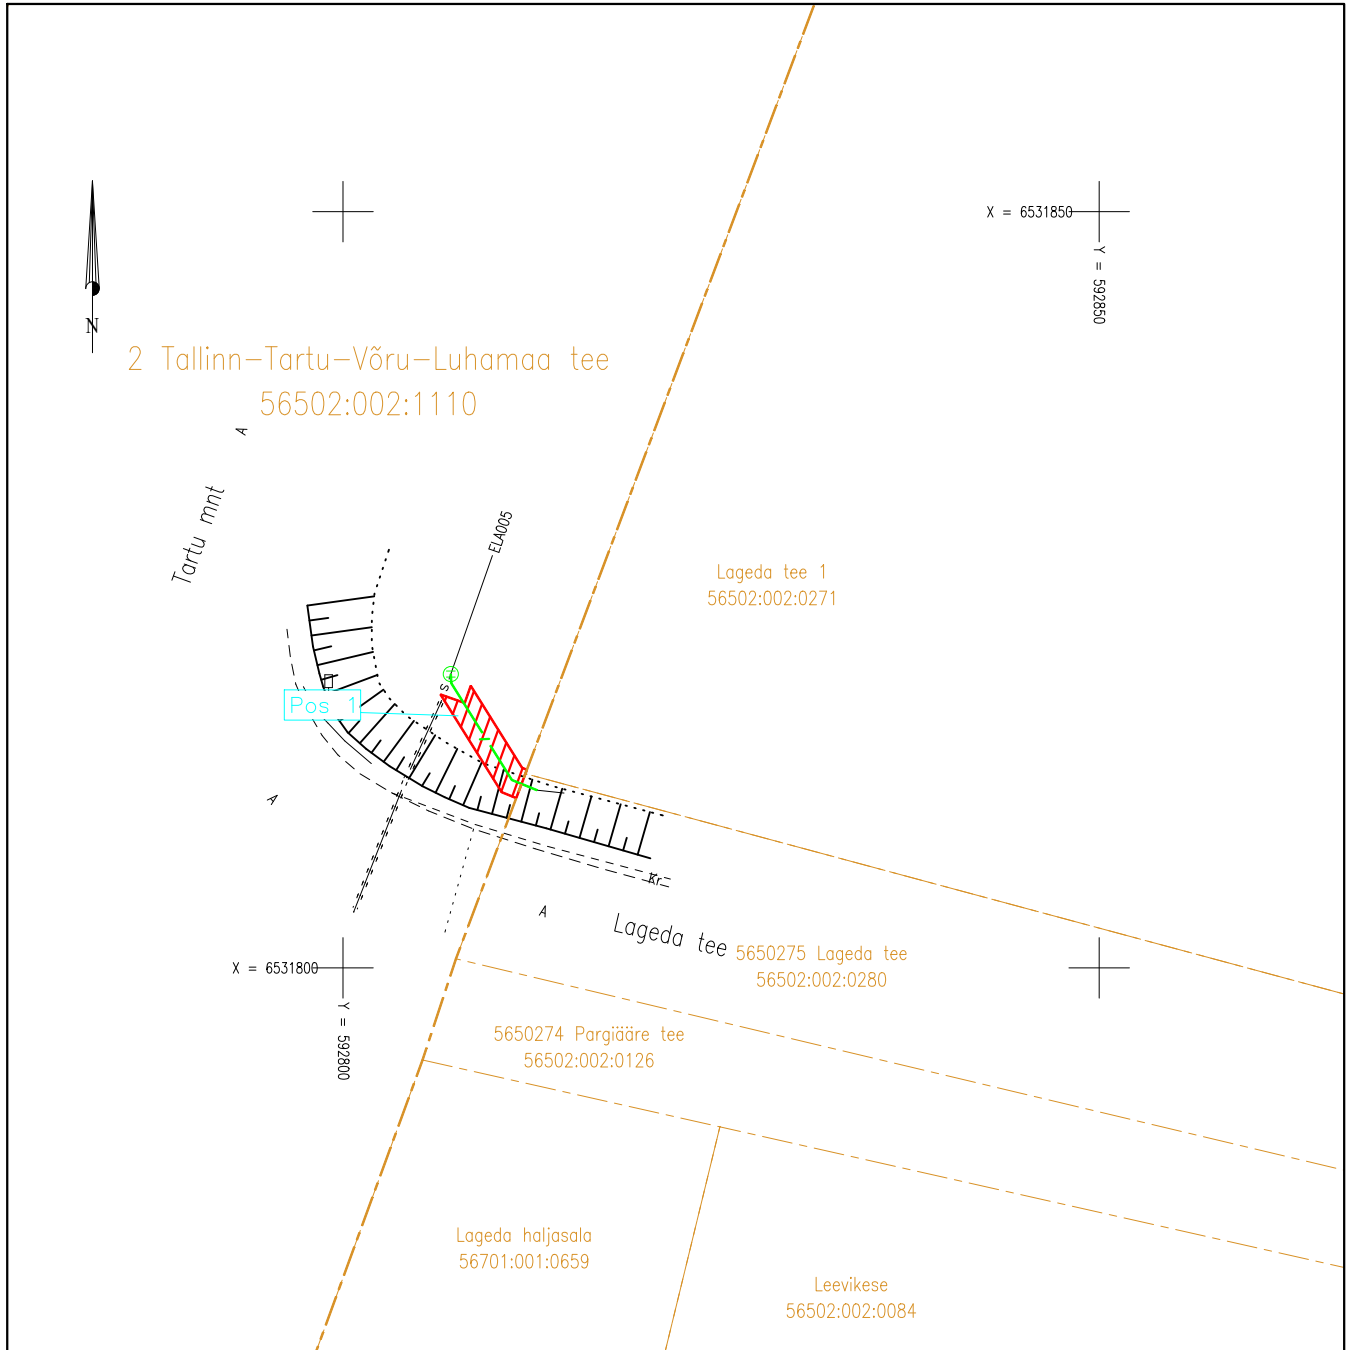 X = 6531850
Y = 592850
N
2 Tallinn-Tartu-Võru-Luhamaa tee
56502:002:1110
A
Tartu mnt
ELA005
Lageda tee 1
56502:002:0271
S
Pos 1
A
Kr
A
Lageda tee
5650275 Lageda tee
56502:002:0280
X = 6531800
Y = 592800
5650274 Pargiääre tee
56502:002:0126
Lageda haljasala
56701:001:0659
Leevikese
56502:002:0084